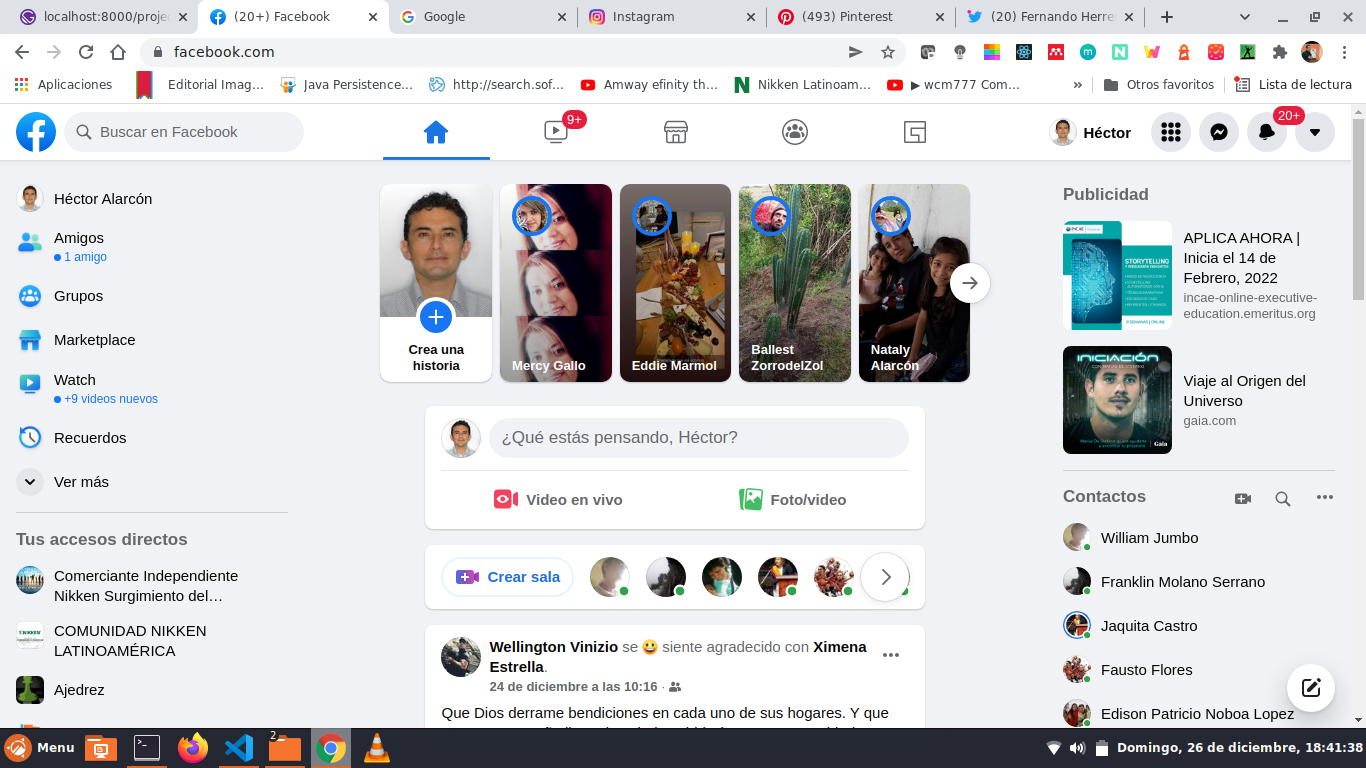 localhost:8000/proje
(20+) Facebook
Google
Instagram
(493) Pinterest
(20) Fernando Herre
facebook.com
Aplicaciones
Editorial Imag...
Java Persistence...
http://search.sof...
Amway efinity th...
Nikken Latinoam...
▶ wcm777 Com...
»
Otros favoritos
Lista de lectura
Buscar en Facebook
9+
Héctor
20+
Héctor Alarcón
Amigos
1 amigo
Grupos
Marketplace
Watch
+9 videos nuevos
Recuerdos
Ver más
Tus accesos directos
Comerciante Independiente
Nikken Surgimiento del…
COMUNIDAD NIKKEN
LATINOAMÉRICA
Ajedrez
Crea una
historia
Mercy Gallo
Eddie Marmol
Ballest
ZorrodelZol
Nataly
Alarcón
¿Qué estás pensando, Héctor?
Video en vivo
Foto/video
Crear sala
Wellington Vinizio se 😀 siente agradecido con Ximena
Estrella.
24 de diciembre a las 10:16 ·
Que Dios derrame bendiciones en cada uno de sus hogares. Y que
Publicidad
INCAE
STORYTELLING
APLICA AHORA |
Inicia el 14 de
Febrero, 2022
incae-online-executive-
education.emeritus.org
INICIACIÓN
Gaia
Viaje al Origen del
Universo
gaia.com
Contactos
William Jumbo
Franklin Molano Serrano
Jaquita Castro
Fausto Flores
Edison Patricio Noboa Lopez
Menu
2
Domingo, 26 de diciembre, 18:41:38